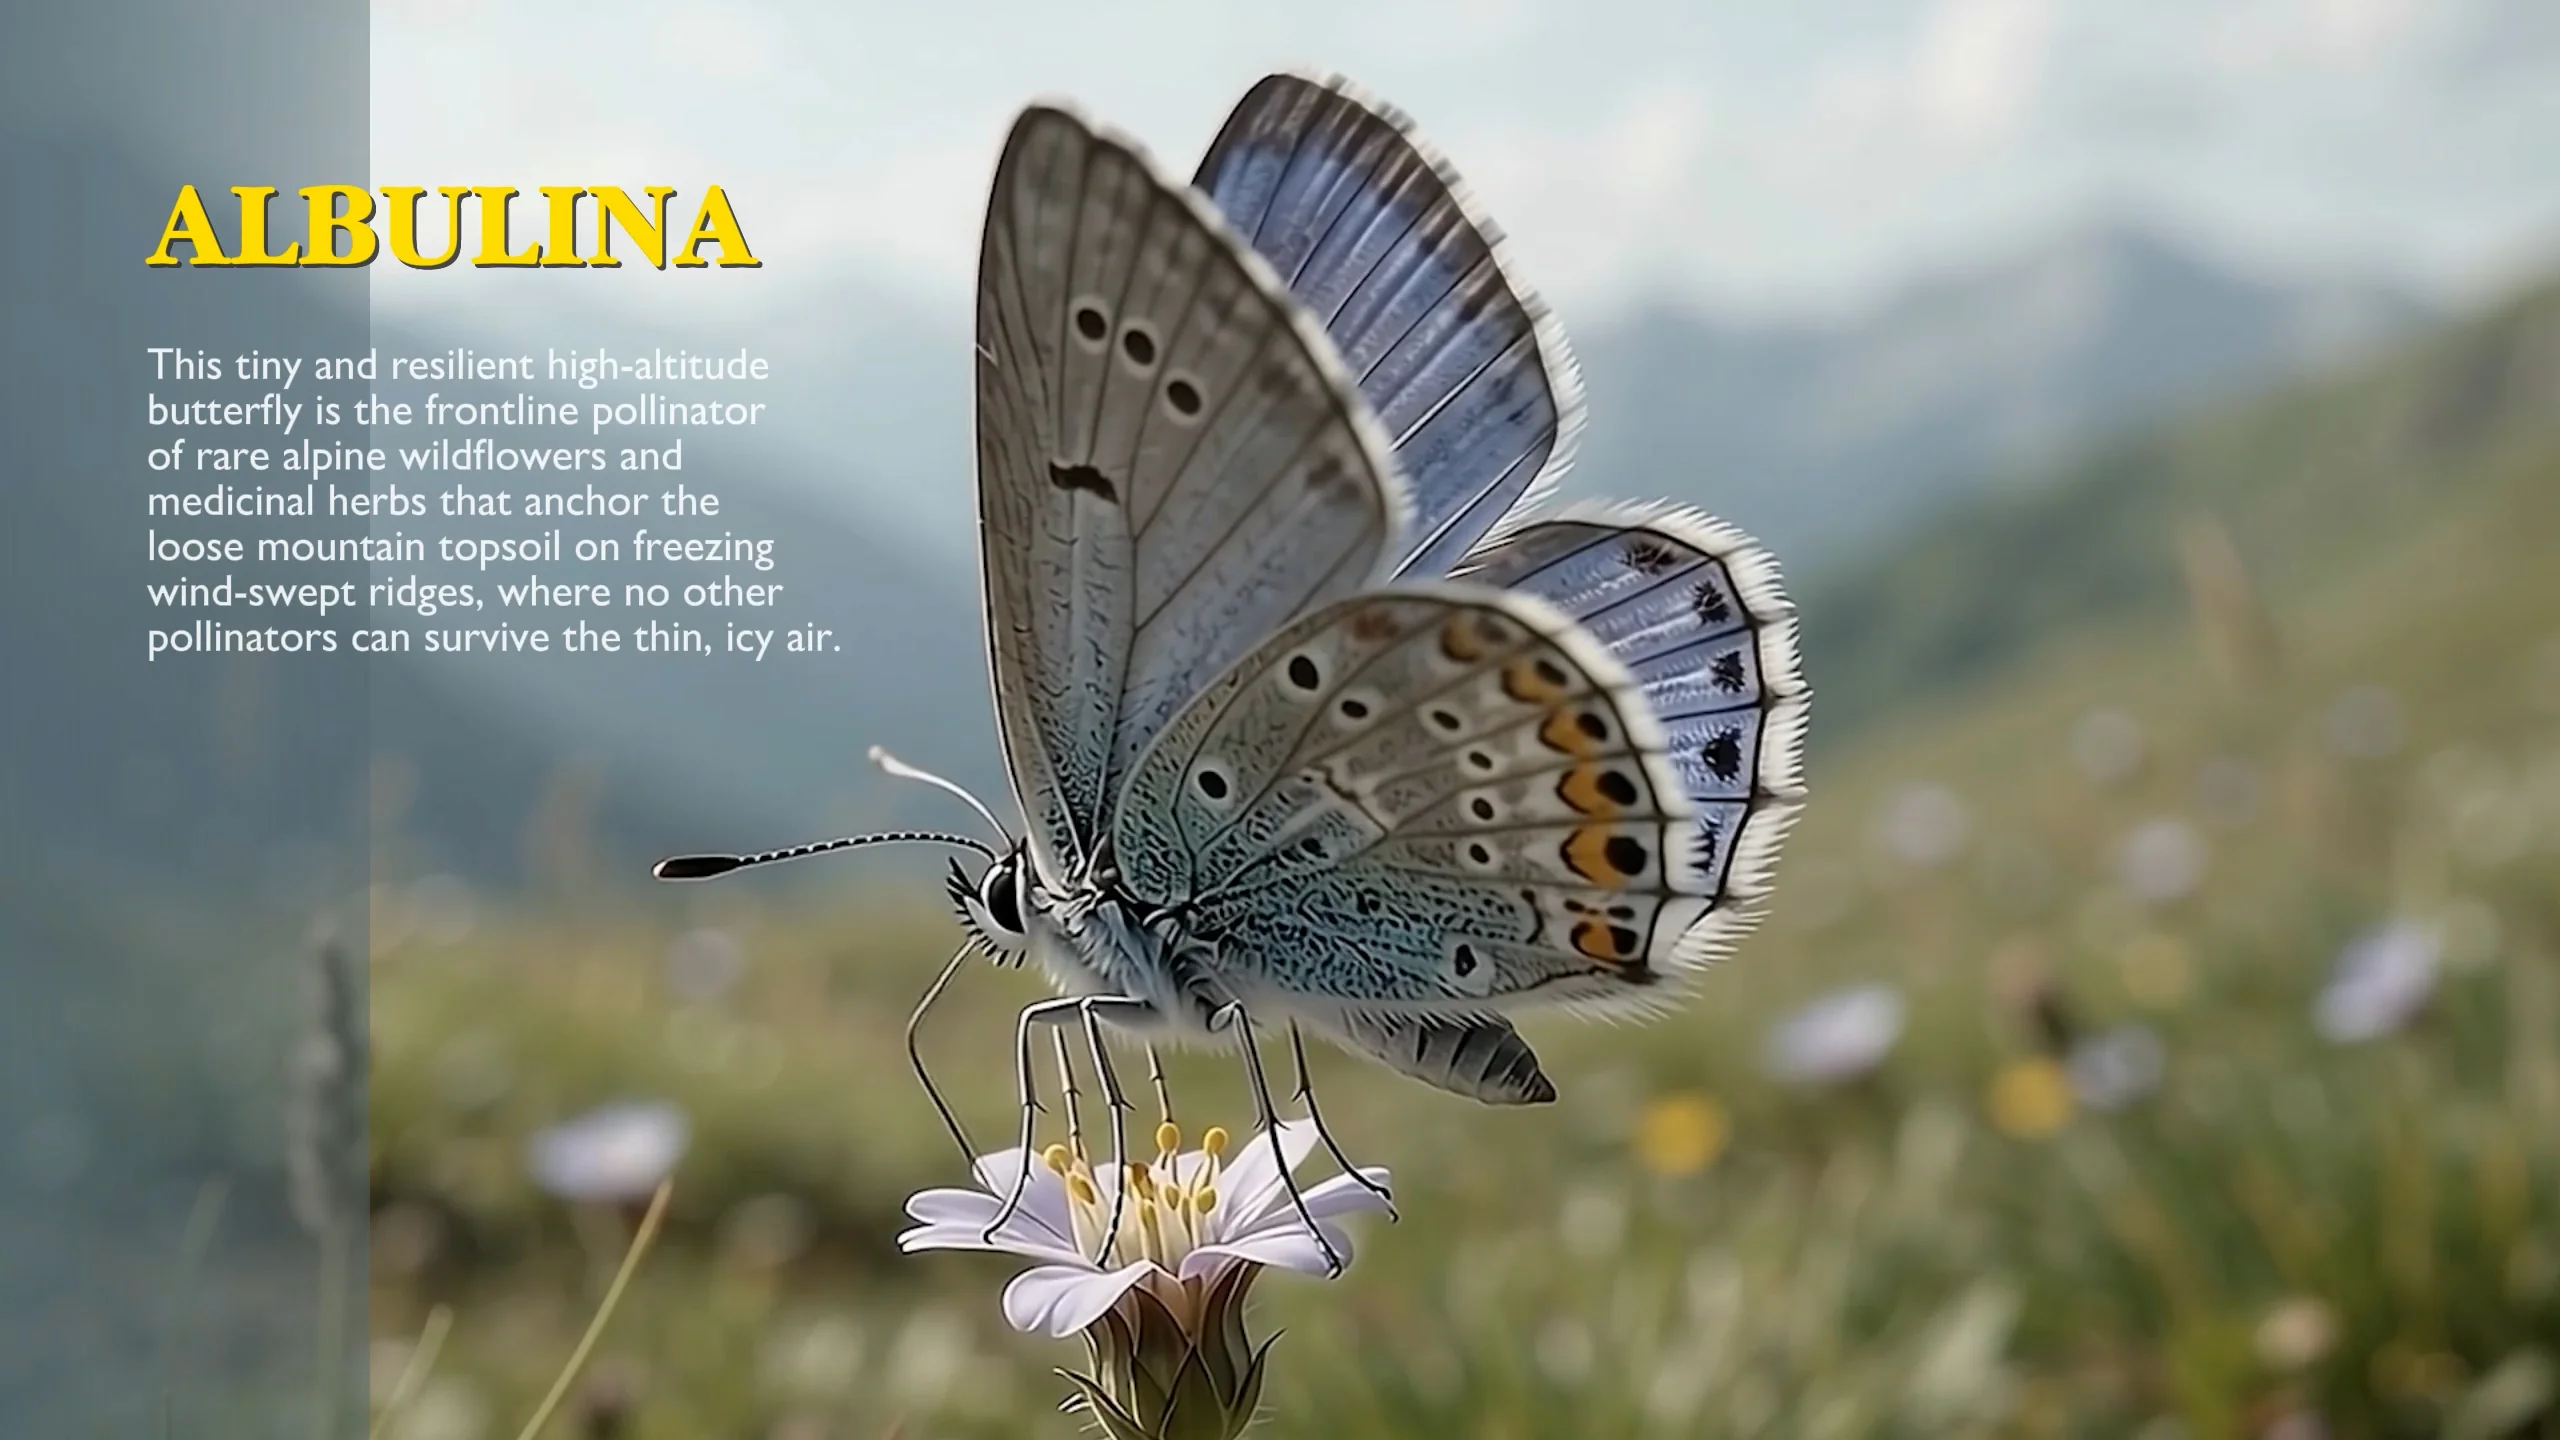 ALBULINA
This tiny and resilient high-altitude
butterfly is the frontline pollinator
of rare alpine wildflowers and
medicinal herbs that anchor the
loose mountain topsoil on freezing
wind-swept ridges, where no other
pollinators can survive the thin, icy air.